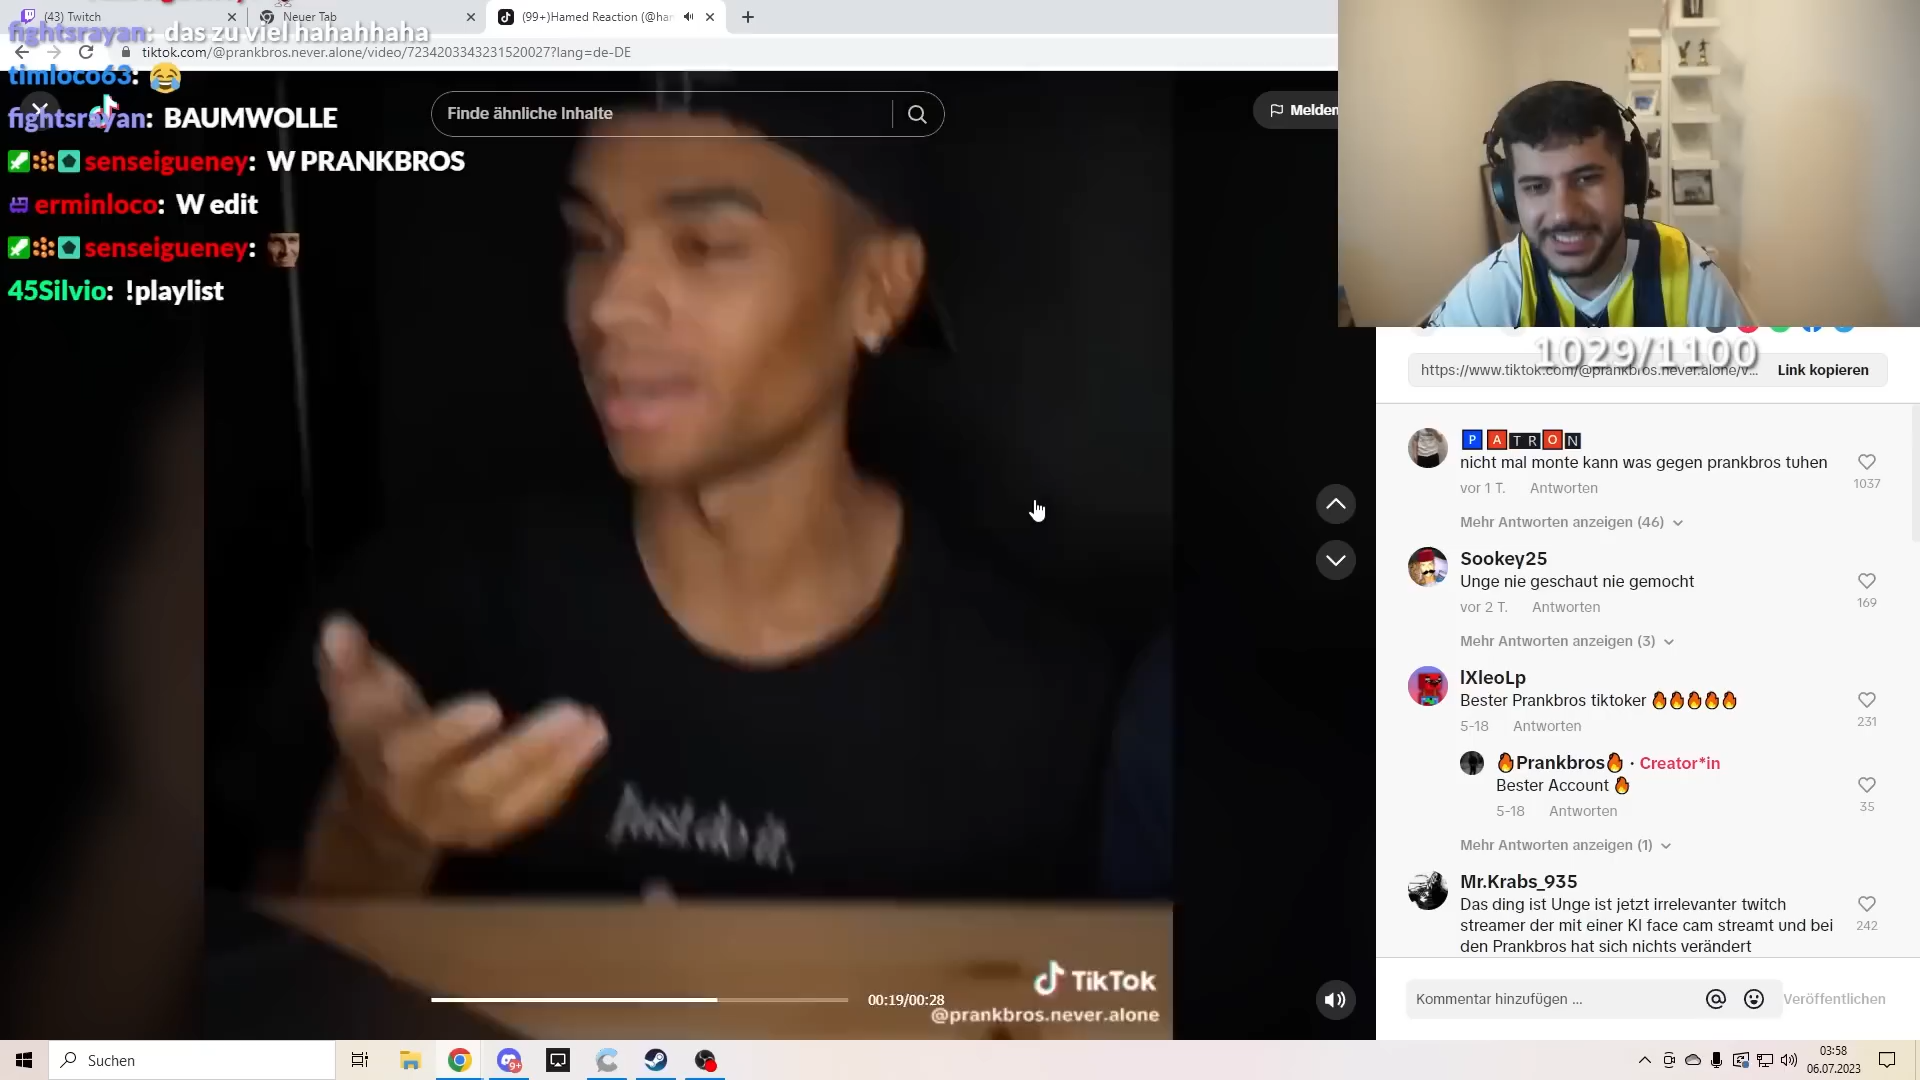 (43) Twitch
Neuer Tab
(99+)Hamed Reaction (@har
fightsrayan: das zu viel hahahhaha
tiktok.com/@prankbros.never.alone/video/7234203343231520027?lang=de-DE
timloco63: 😂
fightsrayan: BAUMWOLLE
Finde ähnliche Inhalte
Melden
senseigueney: W PRANKBROS
erminloco: W edit
senseigueney:
45Silvio: !playlist
1029/1100
https://www.tiktok.com/@prankbros.never.alone/v...
Link kopieren
PATRON
nicht mal monte kann was gegen prankbros tuhen
1037
vor 1 T. Antworten
Mehr Antworten anzeigen (46)
Sookey25
Unge nie geschaut nie gemocht
169
vor 2 T. Antworten
Mehr Antworten anzeigen (3)
lXleoLp
Bester Prankbros tiktoker 🔥🔥🔥🔥🔥
231
5-18 Antworten
🔥Prankbros🔥 · Creator*in
Bester Account 🔥
35
5-18 Antworten
Mehr Antworten anzeigen (1)
Mr.Krabs_935
Das ding ist Unge ist jetzt irrelevanter twitch
streamer der mit einer KI face cam streamt und bei
den Prankbros hat sich nichts verändert
242
TikTok
@prankbros.never.alone
00:19/00:28
Kommentar hinzufügen ...
Veröffentlichen
Suchen
9+
03:58
06.07.2023